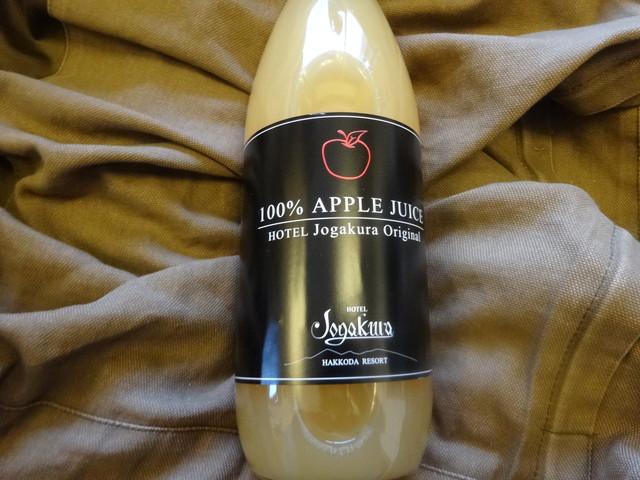 100% APPLE JUICE
HOTEL Jogakura Original
HOTEL
Jogakura
HAKKODA RESORT